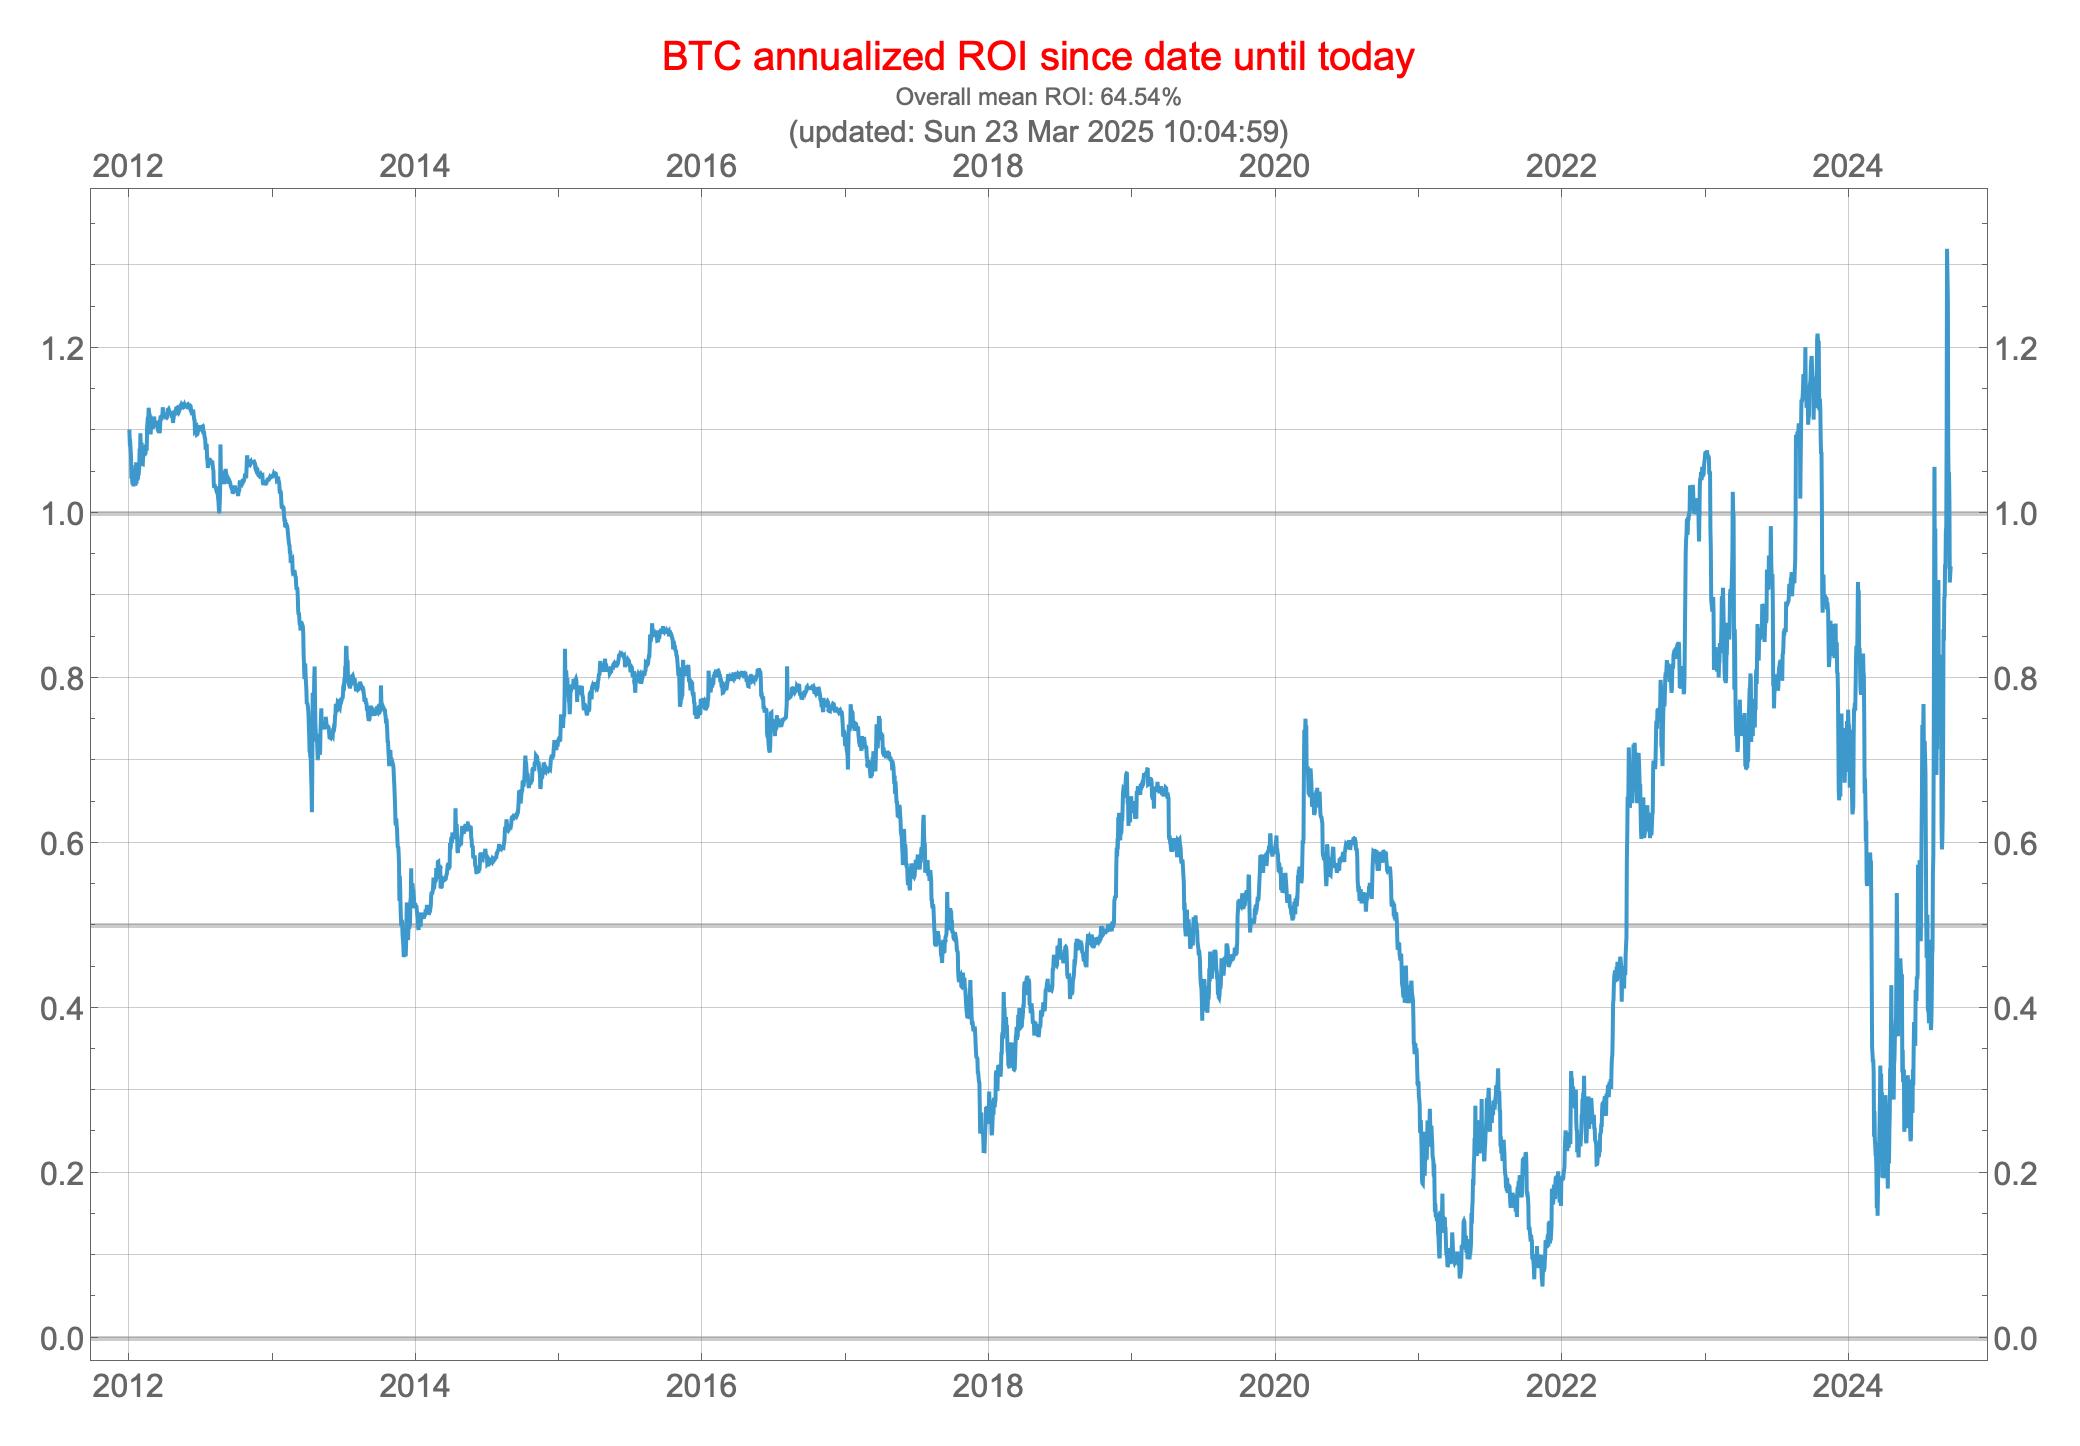 BTC annualized ROI since date until today
Overall mean ROI: 64.54%
(updated: Sun 23 Mar 2025 10:04:59)
2012 2014 2016 2018 2020 2022 2024
1.2 1.2
1.0 1.0
0.8 0.8
0.6 0.6
0.4 0.4
0.2 0.2
0.0 0.0
2012 2014 2016 2018 2020 2022 2024